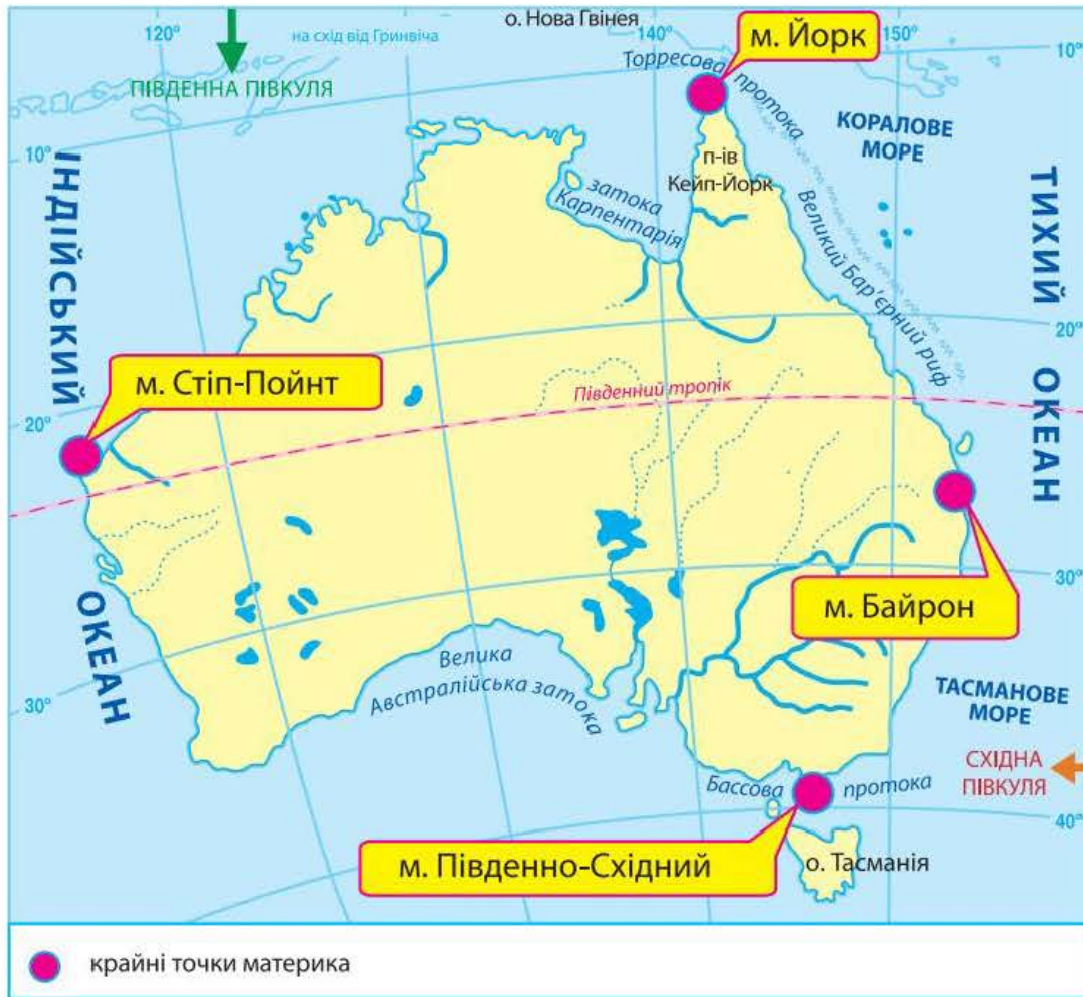 о. Нова Гвінея
120°
на схід від Гринвіча
140°
м. Йорк
150°
10°
ПІВДЕННА ПІВКУЛЯ
Торресова протока
КОРАЛОВЕ
МОРЕ
10°
ІНДІЙСЬКИЙ
ОКЕАН
п-ів
Кейп-Йорк
затока
Карпентарія
Великий Бар'єрний риф
ТИХИЙ ОКЕАН
20°
м. Стіп-Пойнт
Південний тропік
20°
30°
м. Байрон
Велика
Австралійська затока
30°
ТАСМАНОВЕ
МОРЕ
СХІДНА
ПІВКУЛЯ
Бассова протока
40°
м. Південно-Східний
о. Тасманія
крайні точки материка